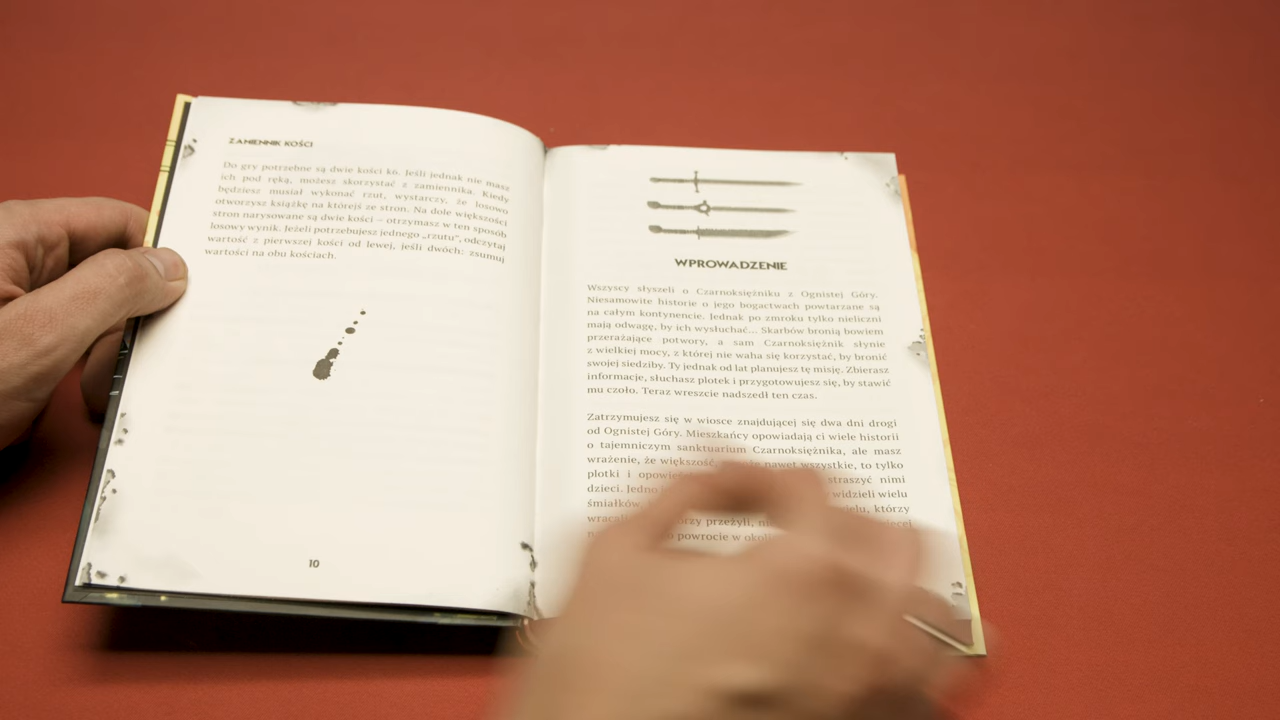 ZAMIENNIK KOŚCI
Do gry potrzebne są dwie kości k6. Jeśli jednak nie masz
ich pod ręką, możesz skorzystać z zamiennika. Kiedy
będziesz musiał wykonać rzut, wystarczy, że losowo
otworzysz książkę na którejś ze stron. Na dole większości
stron narysowane są dwie kości – otrzymasz w ten sposób
losowy wynik. Jeżeli potrzebujesz jednego „rzutu”, odczytaj
wartość z pierwszej kości od lewej, jeśli dwóch: zsumuj
wartości na obu kościach.
10
WPROWADZENIE
Wszyscy słyszeli o Czarnoksiężniku z Ognistej Góry.
Niesamowite historie o jego bogactwach powtarzane są
na całym kontynencie. Jednak po zmroku tylko nieliczni
mają odwagę, by ich wysłuchać... Skarbów bronią bowiem
przerażające potwory, a sam Czarnoksiężnik słynie
z wielkiej mocy, z której nie waha się korzystać, by bronić
swojej siedziby. Ty jednak od lat planujesz tę misję. Zbierasz
informacje, słuchasz plotek i przygotowujesz się, by stawić
mu czoło. Teraz wreszcie nadszedł ten czas.
Zatrzymujesz się w wiosce znajdującej się dwa dni drogi
od Ognistej Góry. Mieszkańcy opowiadają ci wiele historii
o tajemniczym sanktuarium Czarnoksiężnika, ale masz
wrażenie, że większość, nawet wszystkie, to tylko
plotki i straszyć nimi
dzieci. widzieli wielu
śmiałków, którzy
przeżyli,
powrocie w